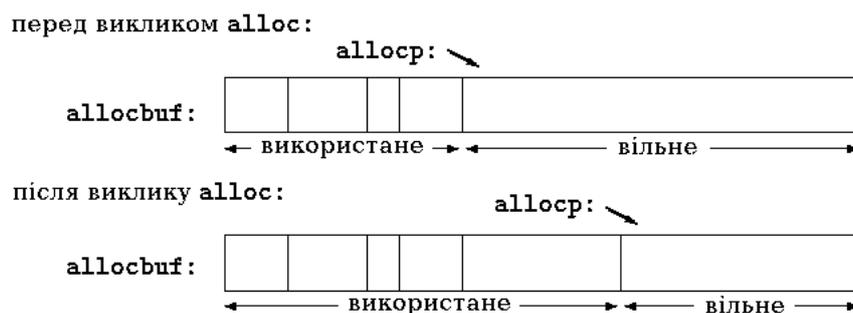 перед викликом alloc:
allocp:
allocbuf:
використане вільне
після виклику alloc:
allocp:
allocbuf:
використане вільне